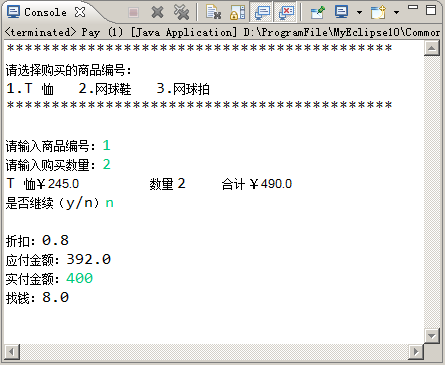 Console
<terminated> Pay (1) [Java Application] D:\ProgramFile\MyEclipse10\Common
*******************************************
请选择购买的商品编号:
1.T 恤 2.网球鞋 3.网球拍
*******************************************
请输入商品编号: 1
请输入购买数量: 2
T 恤¥245.0 数量 2 合计 ¥490.0
是否继续（y/n）n
折扣: 0.8
应付金额: 392.0
实付金额: 400
找钱: 8.0